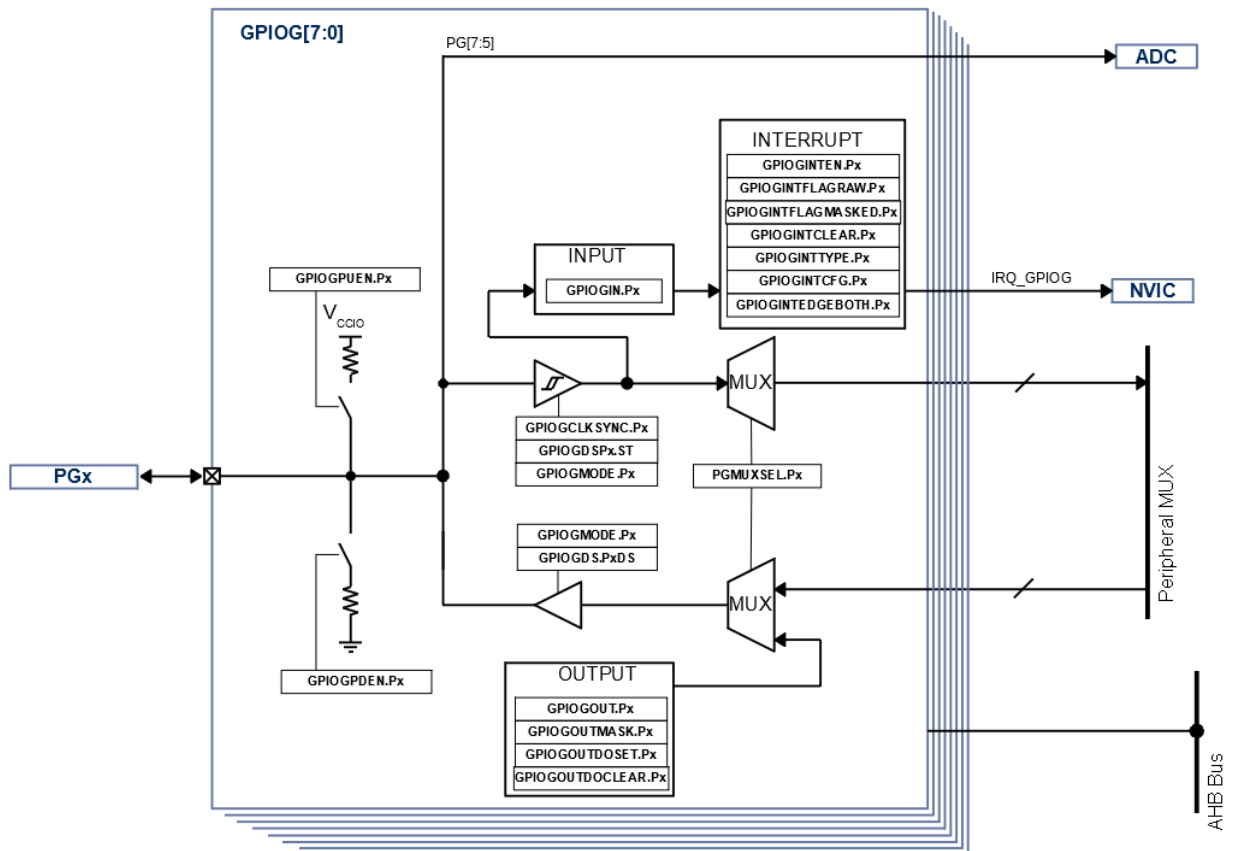 GPIOG[7:0]
PG[7:5]
ADC
INTERRUPT
GPIOGINTEN.Px
GPIOGINTFLAGRAW.Px
GPIOGINTFLAGMASKED.Px
GPIOGINTCLEAR.Px
GPIOGINTTYPE.Px
GPIOGINTCFG.Px
GPIOGINTEDGEBOTH.Px
IRQ_GPIOG
NVIC
INPUT
GPIOGIN.Px
GPIOGPUEN.Px
VCCIO
MUX
GPIOGCLKSYNC.Px
GPIOGDSPx.ST
GPIOGMODE.Px
PGMUXSEL.Px
PGx
Peripheral MUX
GPIOGMODE.Px
GPIOGDS.PxDS
MUX
GPIOGPDEN.Px
OUTPUT
GPIOGOUT.Px
GPIOGOUTMASK.Px
GPIOGOUTDOSET.Px
GPIOGOUTDOCLEAR.Px
AHB Bus